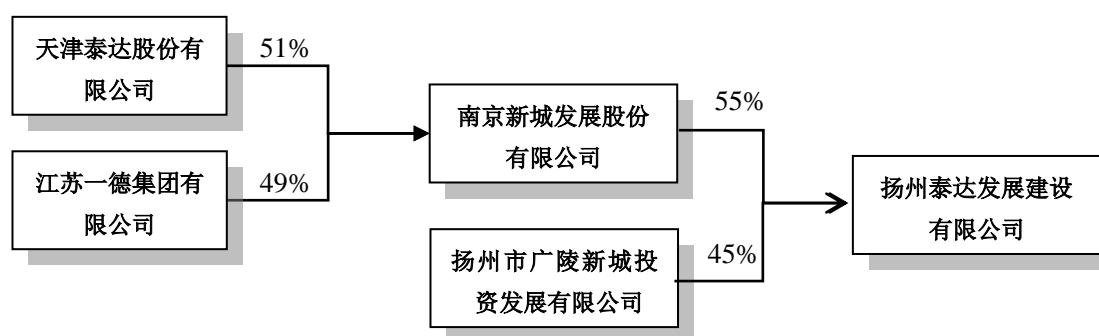 天津泰达股份有
限公司
51%
江苏一德集团有
限公司
49%
南京新城发展股份
有限公司
55%
扬州市广陵新城投
资发展有限公司
45%
扬州泰达发展建设
有限公司